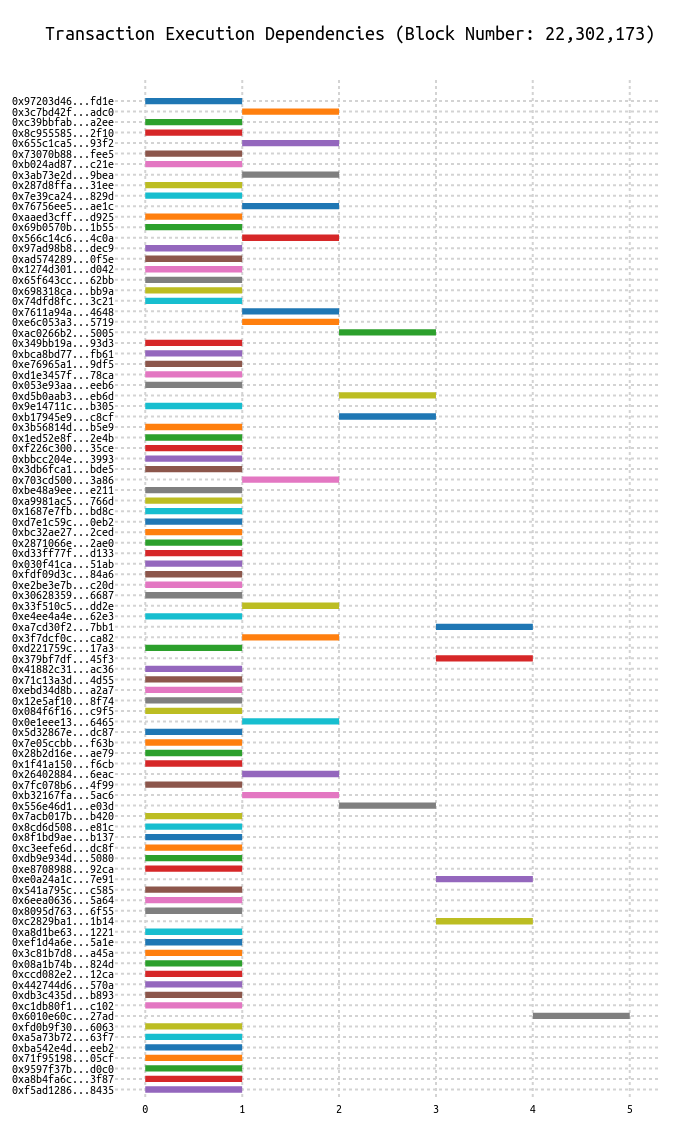 Transaction Execution Dependencies (Block Number: 22,302,173)
0x97203d46...fd1e
0x3c7bd42f...adc0
0xc39bbfab...a2ee
0x8c955585...2f10
0x655c1ca5...93f2
0x73070b88...fee5
0xb024ad87...c21e
0x3ab73e2d...9bea
0x287d8ffa...31ee
0x7e39ca24...829d
0x76756ee5...ae1c
0xaaed3cff...d925
0x69b0570b...1b55
0x566c14c6...4c0a
0x97ad98b8...dec9
0xad574289...0f5e
0x1274d301...d042
0x65f643cc...62bb
0x698318ca...bb9a
0x74dfd8fc...3c21
0x7611a94a...4648
0xe6c053a3...5719
0xac0266b2...5005
0x349bb19a...93d3
0xbca8bd77...fb61
0xe76965a1...9df5
0xd1e3457f...78ca
0x053e93aa...eeb6
0xd5b0aab3...eb6d
0x9e14711c...b305
0xb17945e9...c8cf
0x3b56814d...b5e9
0x1ed52e8f...2e4b
0xf226c300...35ce
0xbbcc204e...3993
0x3db6fca1...bde5
0x703cd500...3a86
0xbe48a9ee...e211
0xa9981ac5...766d
0x1687e7fb...bd8c
0xd7e1c59c...0eb2
0xbc32ae27...2ced
0x2871066e...2ae0
0xd33ff77f...d133
0x030f41ca...51ab
0xfdf09d3c...84a6
0xe2be3e7b...c20d
0x30628359...6687
0x33f510c5...dd2e
0xe4ee4a4e...62e3
0xa7cd30f2...7bb1
0x3f7dcf0c...ca82
0xd221759c...17a3
0x379bf7df...45f3
0x41882c31...ac36
0x71c13a3d...4d55
0xebd34d8b...a2a7
0x12e5af10...8f74
0x084f6f16...c9f5
0x0e1eee13...6465
0x5d32867e...dc87
0x7e05ccbb...f63b
0x28b2d16e...ae79
0x1f41a150...f6cb
0x26402884...6eac
0x7fc078b6...4f99
0xb32167fa...5ac6
0x556e46d1...e03d
0x7acb017b...b420
0x8cd6d508...e81c
0x8f1bd9ae...b137
0xc3eefe6d...dc8f
0xdb9e934d...5080
0xe8708988...92ca
0xe0a24a1c...7e91
0x541a795c...c585
0x6eea0636...5a64
0x8095d763...6f55
0xc2829ba1...1b14
0xa8d1be63...1221
0xef1d4a6e...5a1e
0x3c81b7d8...a45a
0x08a1b74b...824d
0xccd082e2...12ca
0x442744d6...570a
0xdb3c435d...b893
0xc1db80f1...c102
0x6010e60c...27ad
0xfd0b9f30...6063
0xa5a73b72...63f7
0xba542e4d...eeb2
0x71f95198...05cf
0x9597f37b...d0c0
0xa8b4fa6c...3f87
0xf5ad1286...8435
0 1 2 3 4 5